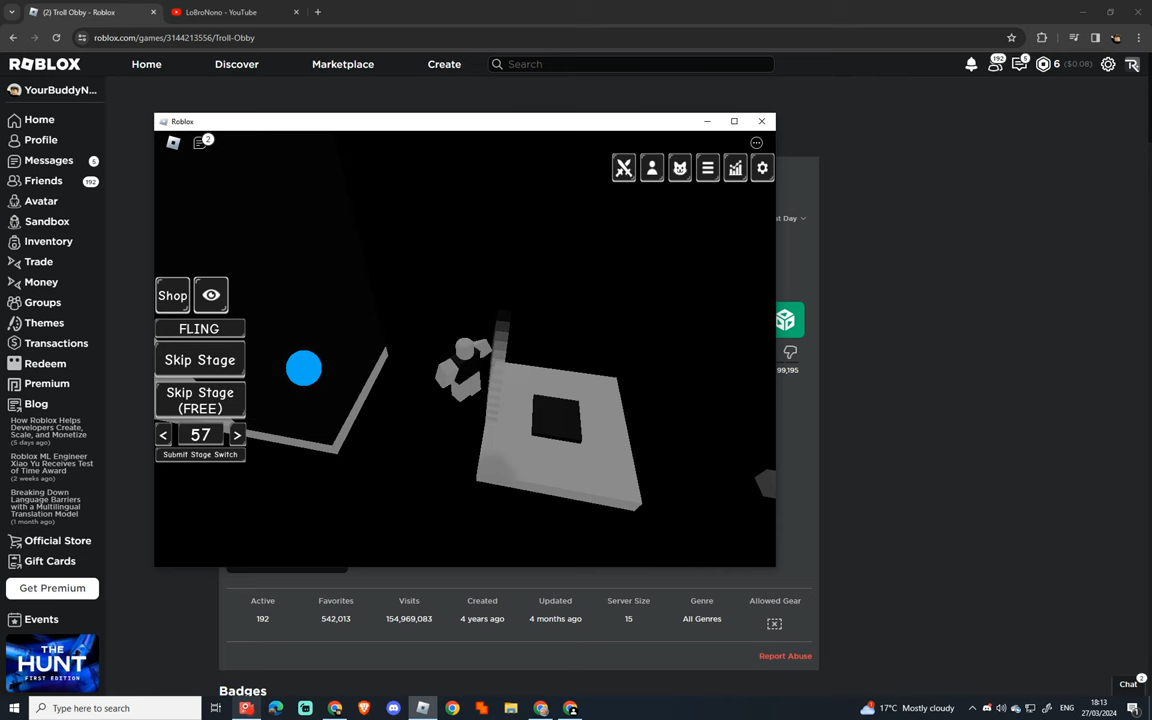 (2) Troll Obby - Roblox
LoBroNono - YouTube
roblox.com/games/3144213556/Troll-Obby
ROBLOX
Home
Discover
Marketplace
Create
Search
192
5
6
($0.08)
YourBuddyN...
Home
Profile
Messages
5
Friends
192
Avatar
Sandbox
Inventory
Trade
Money
Groups
Themes
Transactions
Redeem
Premium
Blog
How Roblox Helps
Developers Create,
Scale, and Monetize
(5 days ago)
Roblox ML Engineer
Xiao Yu Receives Test
of Time Award
(2 weeks ago)
Breaking Down
Language Barriers
with a Multilingual
Translation Model
(1 month ago)
Official Store
Gift Cards
Get Premium
Events
THE
HUNT
FIRST EDITION
Roblox
2
Shop
FLING
Skip Stage
Skip Stage
(FREE)
<
57
>
Submit Stage Switch
st Day
99,195
Active
Favorites
Visits
Created
Updated
Server Size
Genre
Allowed Gear
192
542,013
154,969,083
4 years ago
4 months ago
15
All Genres
Report Abuse
Badges
Chat
2
Type here to search
17°C Mostly cloudy
ENG
18:13
27/03/2024
1